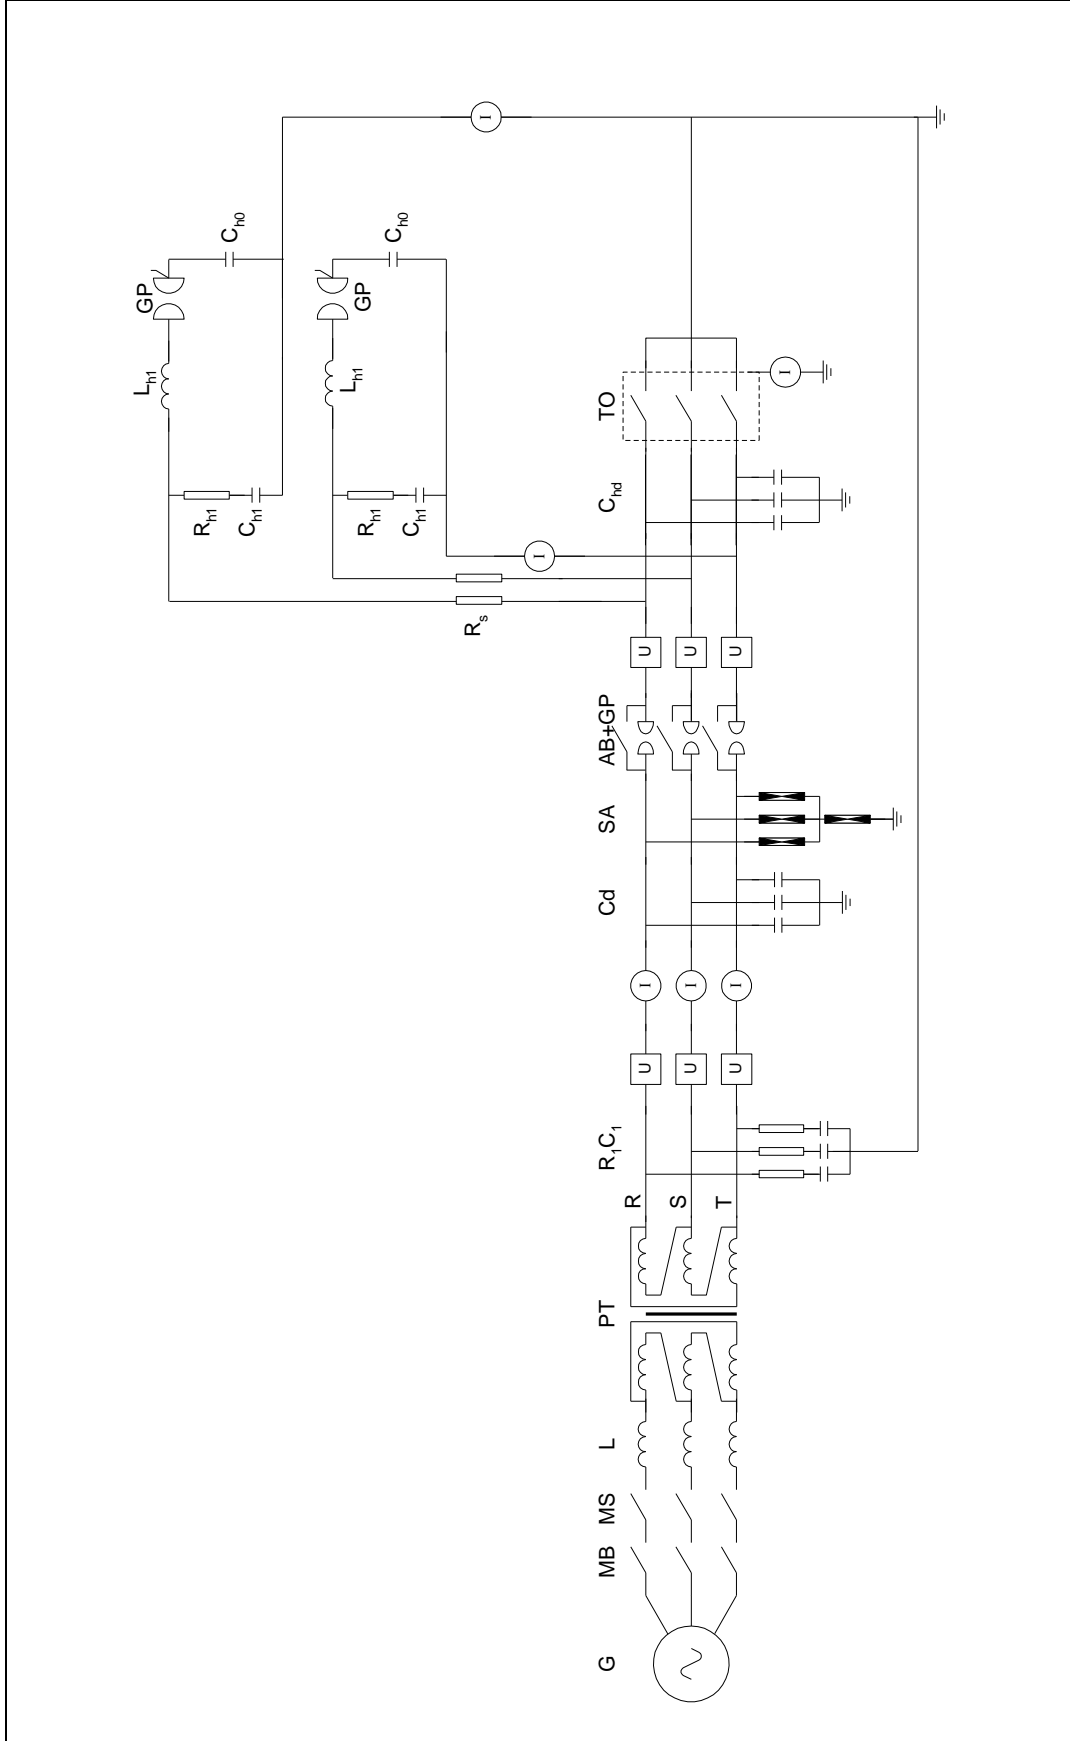 G
MB
MS
L
PT
R
S
T
R1C1
U
U
U
I
I
I
Cd
SA
AB+GP
U
U
U
Rs
I
Chd
TO
I
Rh1
Ch1
Lh1
GP
Ch0
Rh1
Ch1
Lh1
GP
Ch0
I